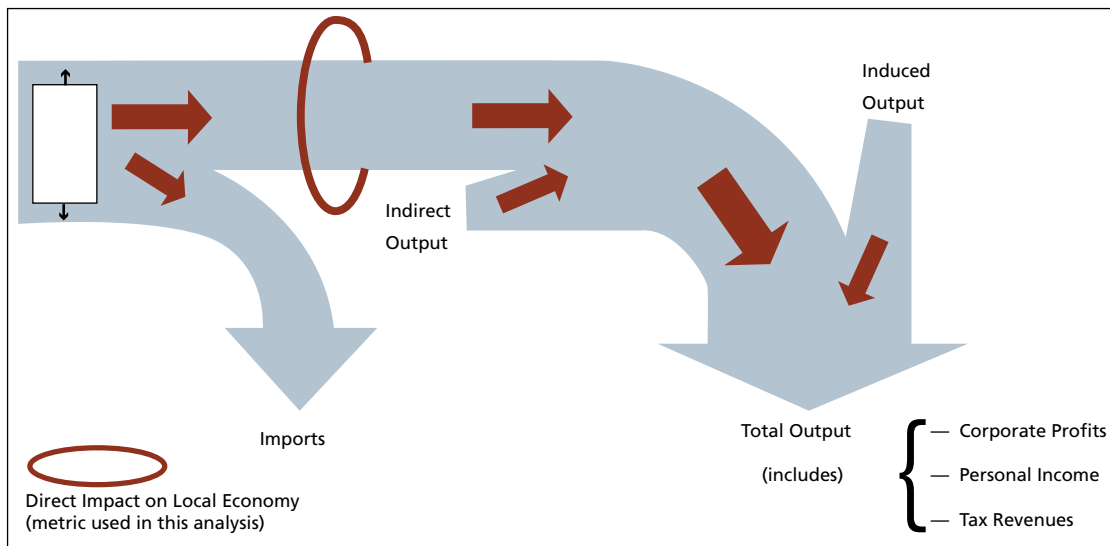 Induced
Output
Indirect
Output
Imports
Total Output
(includes)
— Corporate Profits
— Personal Income
— Tax Revenues
Direct Impact on Local Economy
(metric used in this analysis)